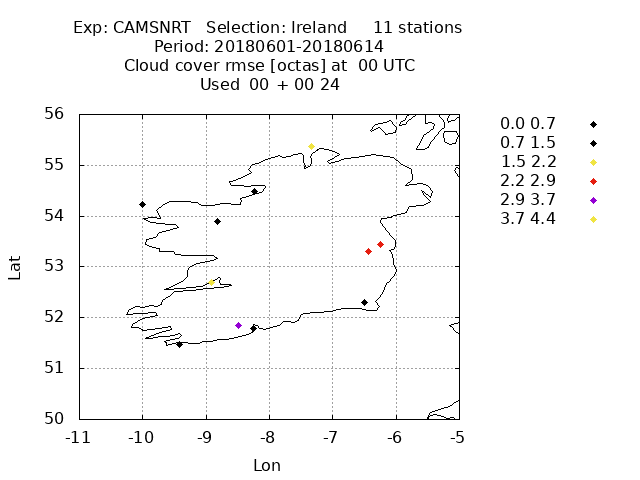 Exp: CAMSNRT   Selection: Ireland     11 stations
Period: 20180601-20180614
Cloud cover rmse [octas] at  00 UTC
Used  00 + 00 24
56
55
54
53
52
51
50
-11 -10 -9 -8 -7 -6 -5
Lat
Lon
0.0 0.7
0.7 1.5
1.5 2.2
2.2 2.9
2.9 3.7
3.7 4.4